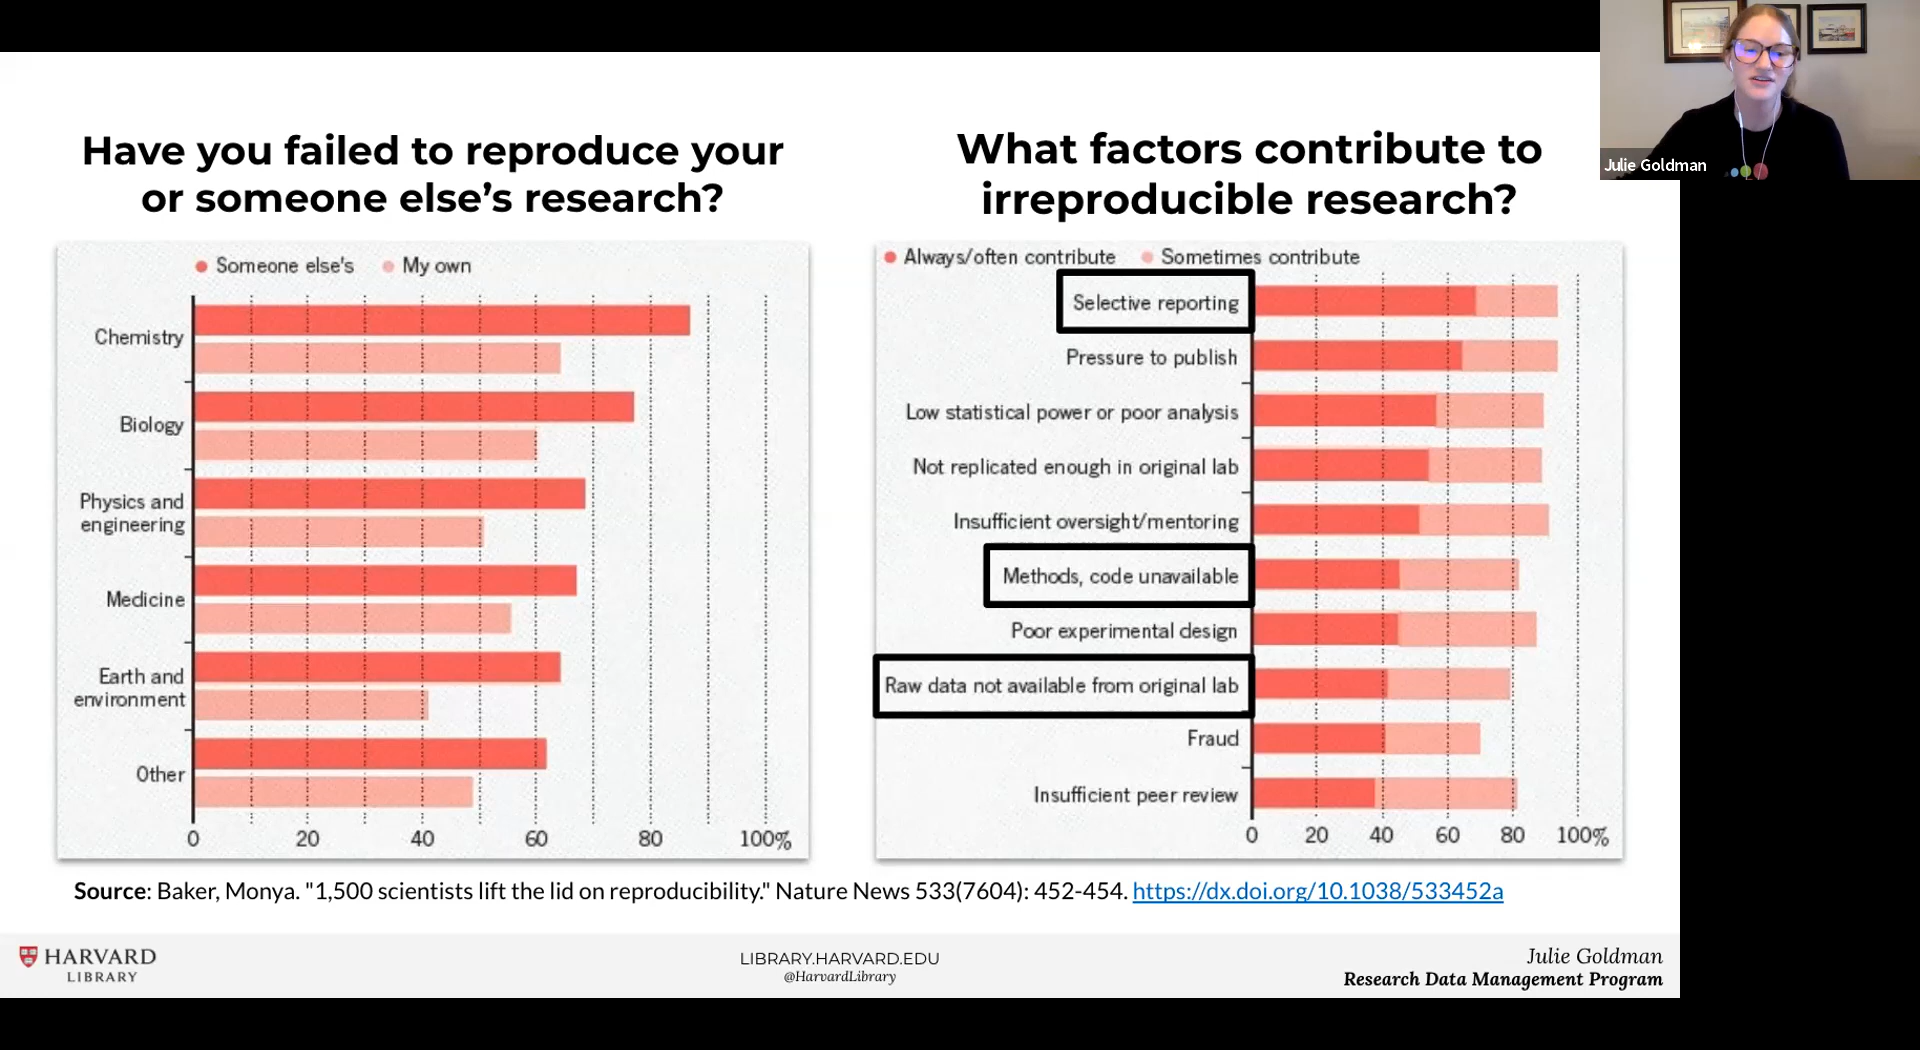 Julie Goldman
Have you failed to reproduce your
or someone else’s research?
Someone else's My own
Chemistry
Biology
Physics and
engineering
Medicine
Earth and
environment
Other
0 20 40 60 80 100%
What factors contribute to
irreproducible research?
Always/often contribute Sometimes contribute
Selective reporting
Pressure to publish
Low statistical power or poor analysis
Not replicated enough in original lab
Insufficient oversight/mentoring
Methods, code unavailable
Poor experimental design
Raw data not available from original lab
Fraud
Insufficient peer review
0 20 40 60 80 100%
Source: Baker, Monya. "1,500 scientists lift the lid on reproducibility." Nature News 533(7604): 452-454. https://dx.doi.org/10.1038/533452a
HARVARD
LIBRARY
LIBRARY.HARVARD.EDU
@HarvardLibrary
Julie Goldman
Research Data Management Program